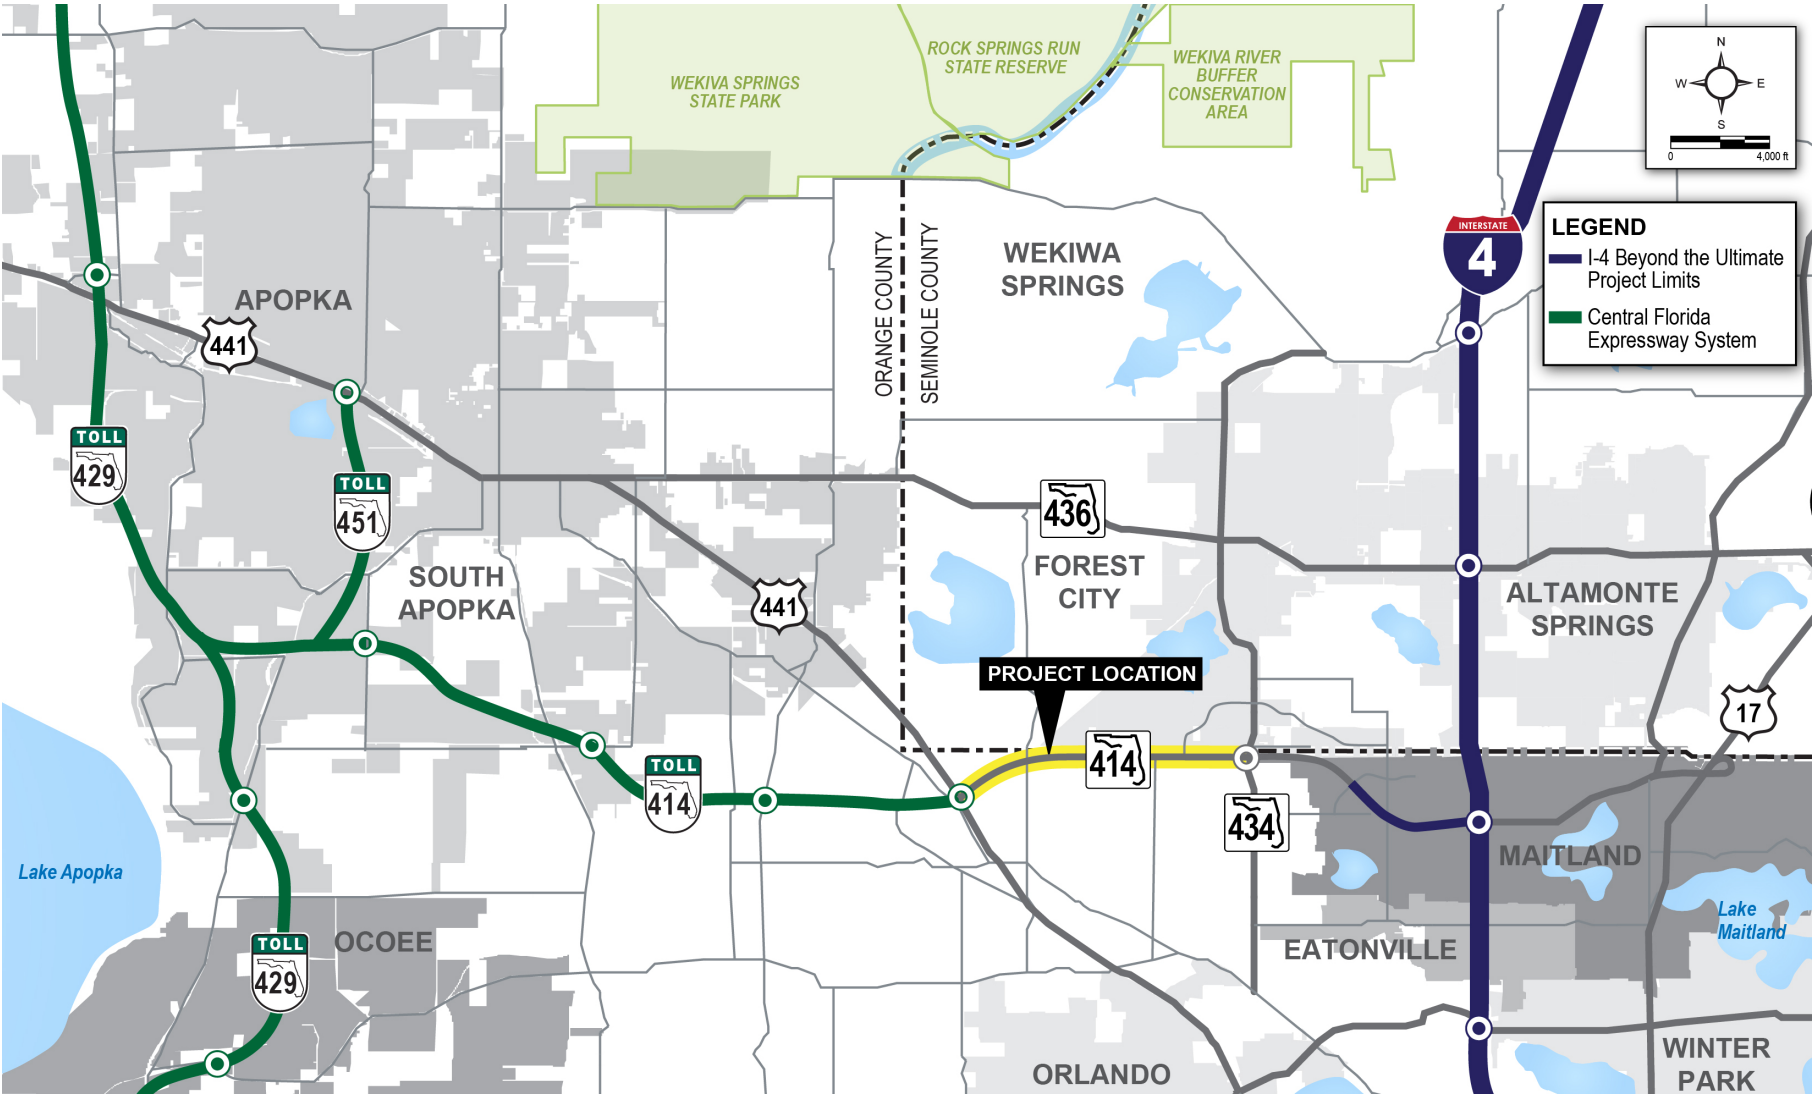 WEKIVA SPRINGS
STATE PARK
ROCK SPRINGS RUN
STATE RESERVE
WEKIVA RIVER
BUFFER
CONSERVATION
AREA
N
W
E
S
0
4,000 ft
LEGEND
I-4 Beyond the Ultimate
Project Limits
Central Florida
Expressway System
INTERSTATE
4
ORANGE COUNTY
SEMINOLE COUNTY
WEKIWA
SPRINGS
APOPKA
441
TOLL
429
TOLL
451
436
SOUTH
APOPKA
441
FOREST
CITY
ALTAMONTE
SPRINGS
PROJECT LOCATION
17
414
TOLL
414
434
MAITLAND
Lake Apopka
Lake
Maitland
OCOEE
TOLL
429
EATONVILLE
ORLANDO
WINTER
PARK